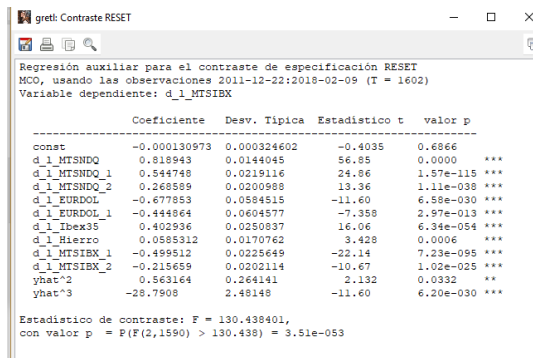 gretl: Contraste RESET
Regresión auxiliar para el contraste de especificación RESET
MCO, usando las observaciones 2011-12-22:2018-02-09 (T = 1602)
Variable dependiente: d_l_MTSIBX
Coeficiente Desv. Típica Estadístico t valor p
const -0.000130973 0.000324602 -0.4035 0.6866
d_l_MTSNDQ 0.818943 0.0144045 56.85 0.0000 ***
d_l_MTSNDQ_1 0.544748 0.0219116 24.86 1.57e-115 ***
d_l_MTSNDQ_2 0.268589 0.0200988 13.36 1.11e-038 ***
d_l_EURDOL -0.677853 0.0584515 -11.60 6.58e-030 ***
d_l_EURDOL_1 -0.444864 0.0604577 -7.358 2.97e-013 ***
d_l_Ibex35 0.402936 0.0250837 16.06 6.34e-054 ***
d_l_Hierro 0.0585312 0.0170762 3.428 0.0006 ***
d_l_MTSIBX_1 -0.499512 0.0225649 -22.14 7.23e-095 ***
d_l_MTSIBX_2 -0.215659 0.0202114 -10.67 1.02e-025 ***
yhat^2 0.563164 0.264141 2.132 0.0332 **
yhat^3 -28.7908 2.48148 -11.60 6.20e-030 ***
Estadístico de contraste: F = 130.438401,
con valor p = P(F(2,1590) > 130.438) = 3.51e-053